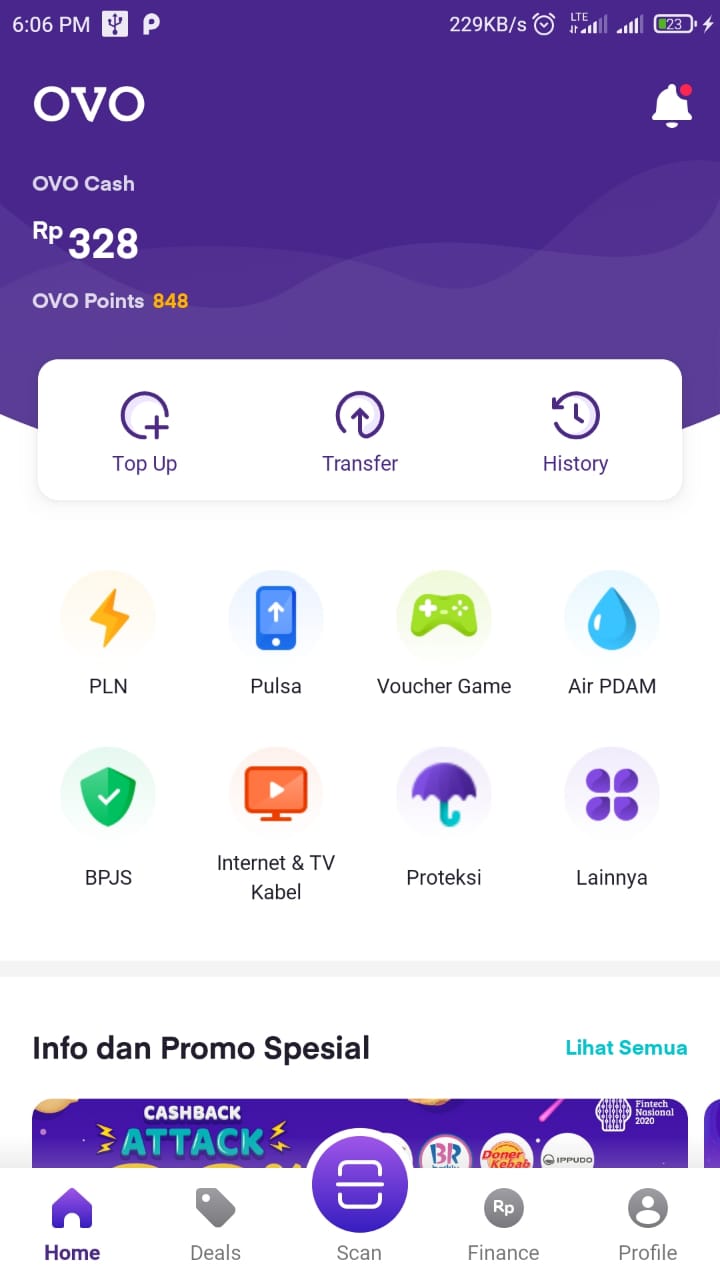 6:06 PM
229KB/s
LTE
23
OVO
OVO Cash
Rp 328
OVO Points 848
Top Up
Transfer
History
PLN
Pulsa
Voucher Game
Air PDAM
BPJS
Internet & TV
Kabel
Proteksi
Lainnya
Info dan Promo Spesial
Lihat Semua
CASHBACK
ATTACK
Fintech
Nasional
2020
BR
Doner
Kebab
IPPUDO
Home
Deals
Scan
Rp
Finance
Profile